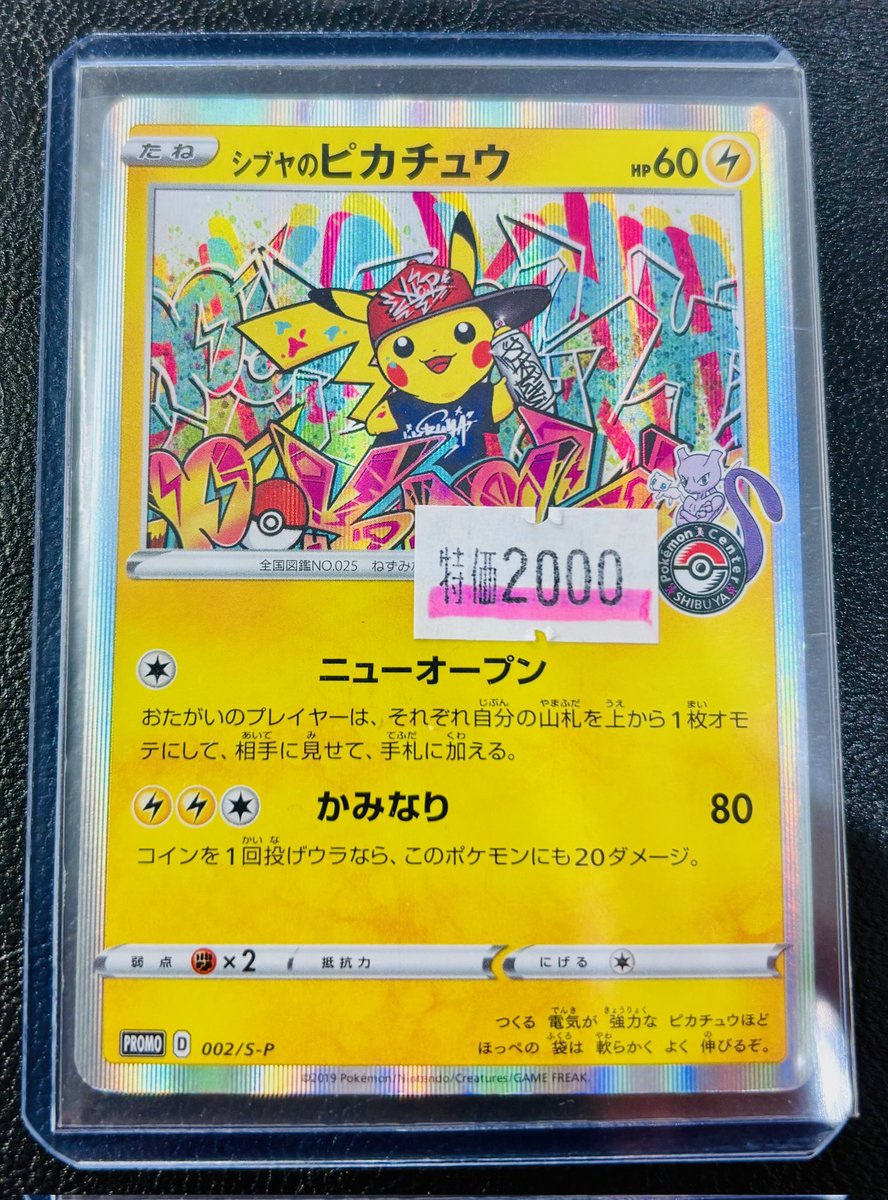 たね
シブヤのピカチュウ
HP60
全国図鑑NO.025 ねずみ
特価2000
Pokémon Center
SHIBUYA
ニューオープン
おたがいのプレイヤーは、それぞれ自分の山札を上から1枚オモ
テにして、相手に見せて、手札に加える。
かみなり 80
コインを1回投げウラなら、このポケモンにも20ダメージ。
弱点 ×2 抵抗力 にげる
つくる 電気が 強力な ピカチュウほど
ほっぺの 袋は 軟らかく よく 伸びるぞ。
PROMO D 002/S-P
©2019 Pokémon/Nintendo/Creatures/GAME FREAK.